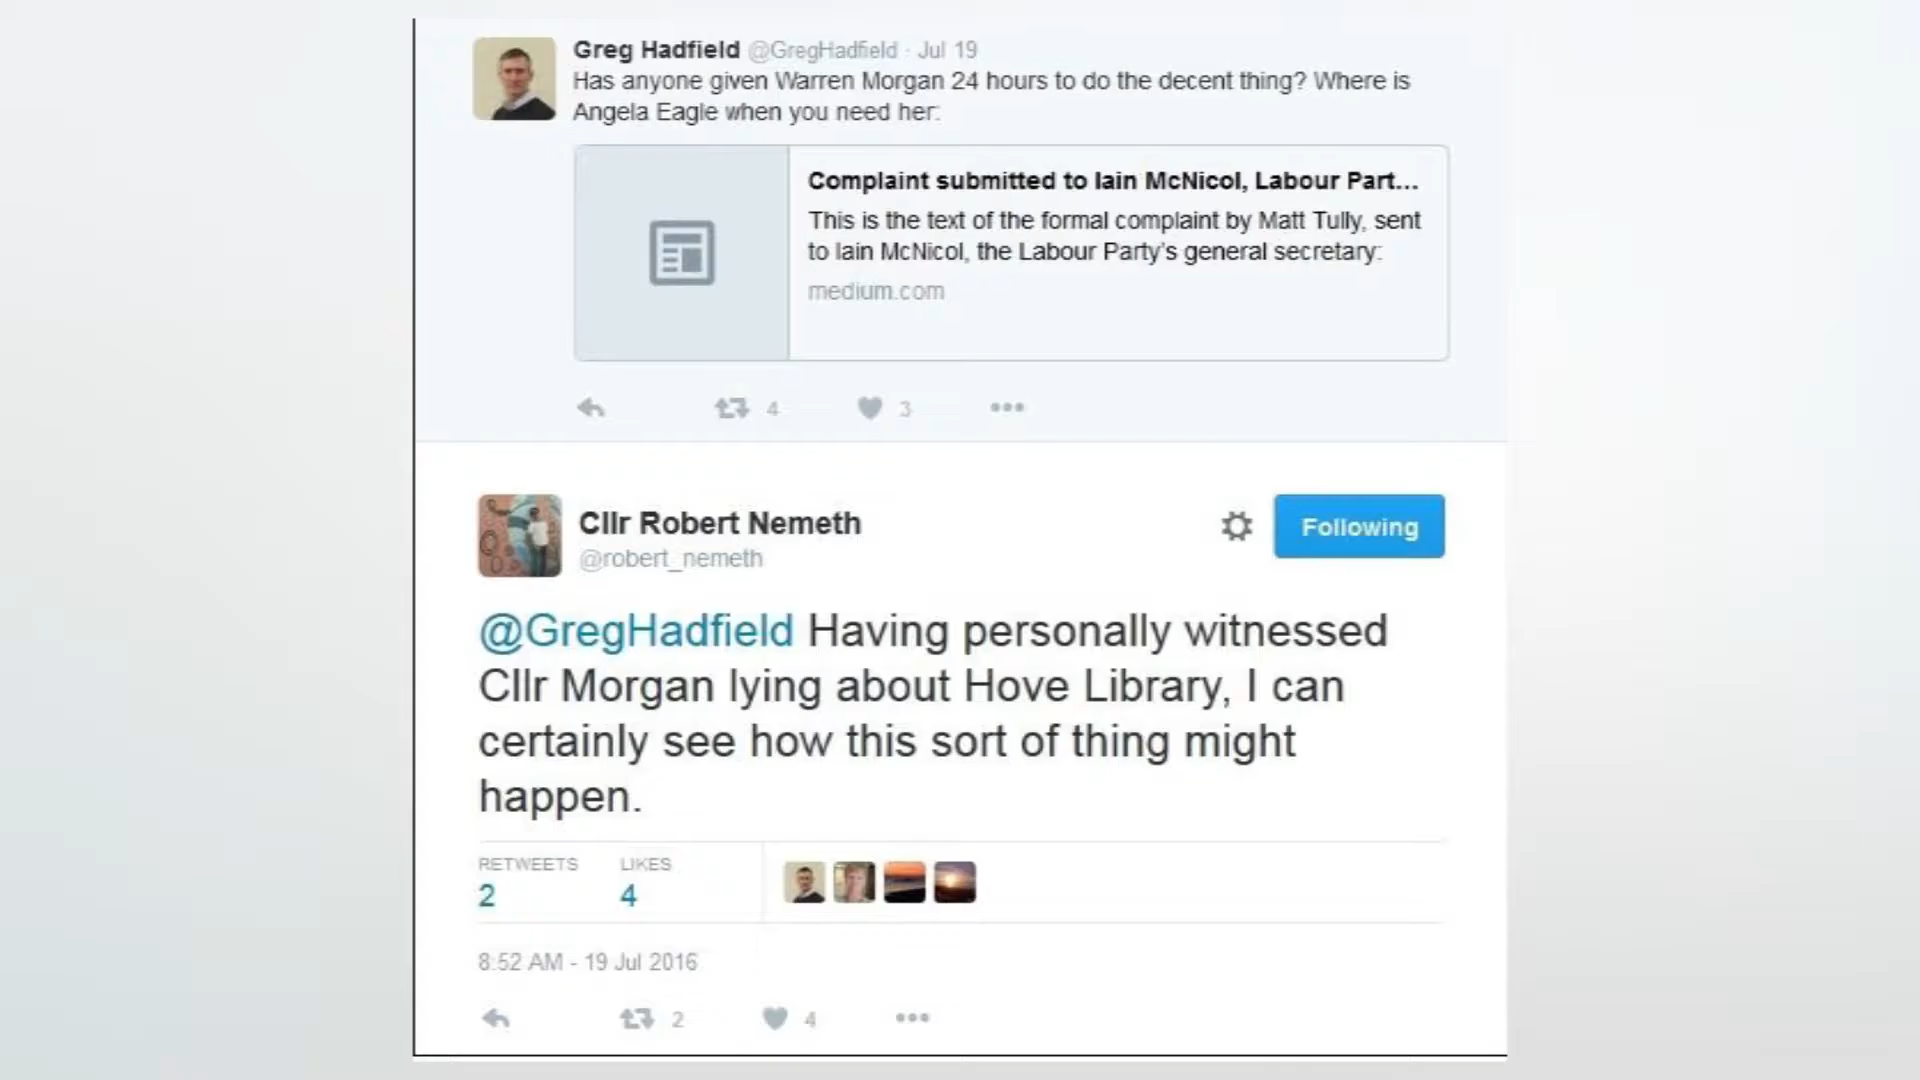 Greg Hadfield @GregHadfield · Jul 19
Has anyone given Warren Morgan 24 hours to do the decent thing? Where is
Angela Eagle when you need her:
Complaint submitted to Iain McNicol, Labour Part...
This is the text of the formal complaint by Matt Tully, sent
to Iain McNicol, the Labour Party's general secretary:
medium.com
4 3
Cllr Robert Nemeth
@robert_nemeth
Following
@GregHadfield Having personally witnessed
Cllr Morgan lying about Hove Library, I can
certainly see how this sort of thing might
happen.
RETWEETS LIKES
2 4
8:52 AM - 19 Jul 2016
2 4